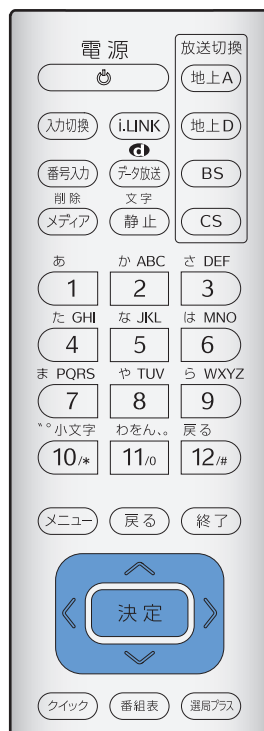 電源 放送切換
地上A
入力切換 i.LINK 地上D
d
番号入力 データ放送 BS
削除 文字
メディア 静止 CS
あ か ABC さ DEF
1 2 3
た GHI な JKL は MNO
4 5 6
ま PQRS や TUV ら WXYZ
7 8 9
゛゜小文字 わをん、。 戻る
10/* 11/0 12/#
メニュー 戻る 終了
決定
クイック 番組表 選局プラス